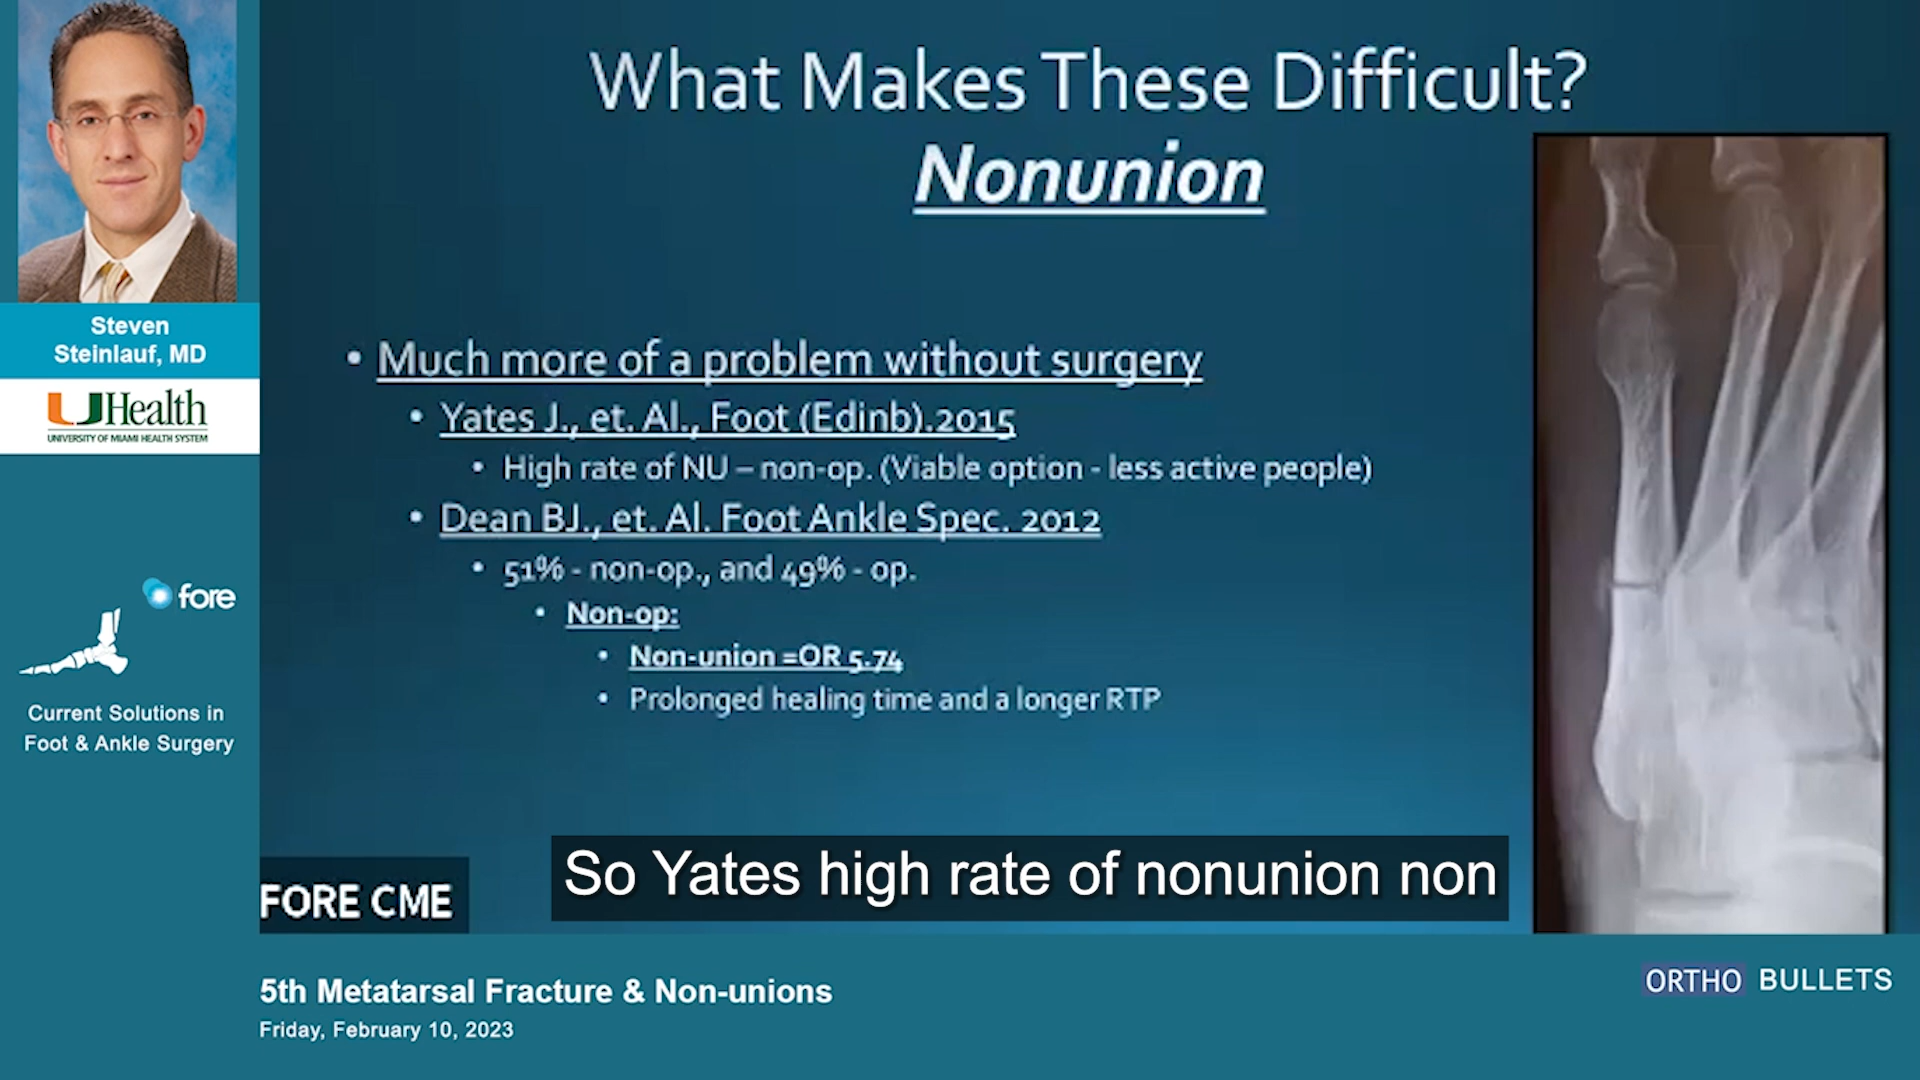 What Makes These Difficult?
Nonunion
• Much more of a problem without surgery
• Yates J., et. Al., Foot (Edinb).2015
• High rate of NU – non-op. (Viable option - less active people)
• Dean BJ., et. Al. Foot Ankle Spec. 2012
• 51% - non-op., and 49% - op.
• Non-op:
• Non-union =OR 5.74
• Prolonged healing time and a longer RTP
Steven
Steinlauf, MD
UHealth
UNIVERSITY OF MIAMI HEALTH SYSTEM
fore
Current Solutions in
Foot & Ankle Surgery
FORE CME
So Yates high rate of nonunion non
5th Metatarsal Fracture & Non-unions
Friday, February 10, 2023
ORTHO BULLETS